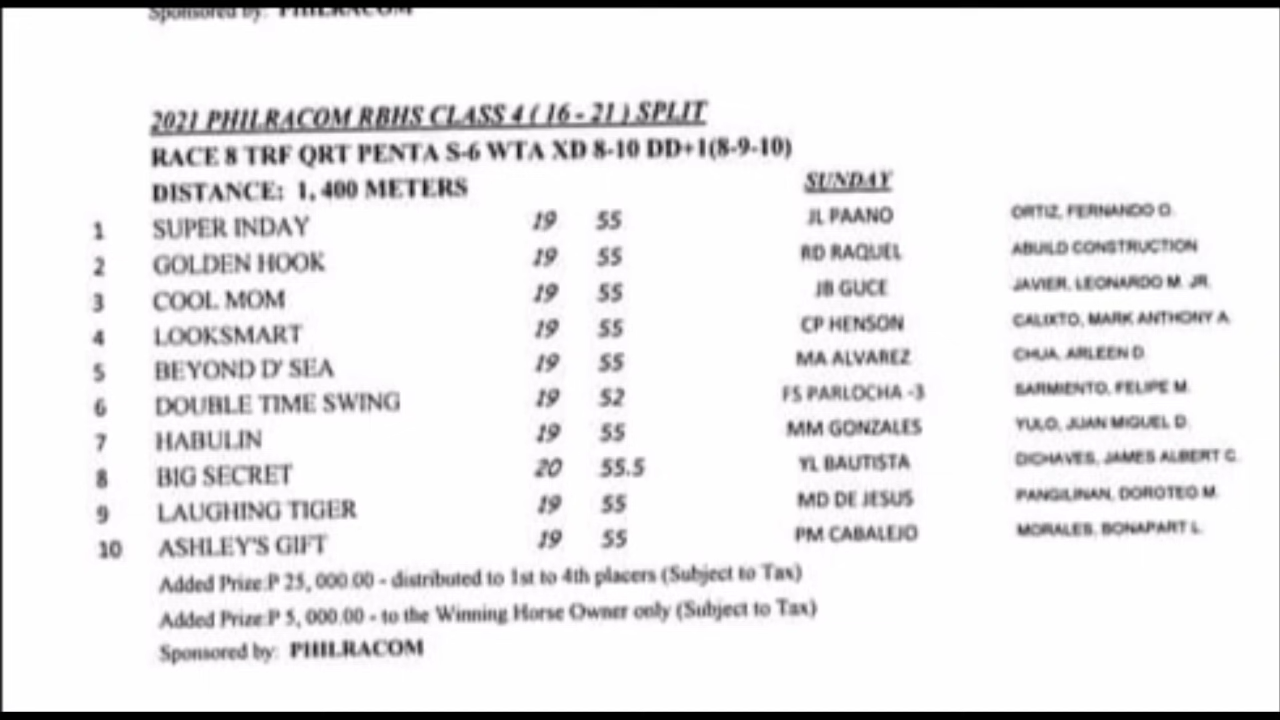 Sponsored by: PHILRACOM
2021 PHILRACOM RBHS CLASS 4 ( 16 - 21 ) SPLIT
RACE 8 TRF QRT PENTA S-6 WTA XD 8-10 DD+1(8-9-10)
DISTANCE: 1, 400 METERS SUNDAY
1 SUPER INDAY 19 55 JL PAANO ORTIZ, FERNANDO O.
2 GOLDEN HOOK 19 55 RD RAQUEL ABUILD CONSTRUCTION
3 COOL MOM 19 55 JB GUCE JAVIER, LEONARDO M. JR.
4 LOOKSMART 19 55 CP HENSON CALIXTO, MARK ANTHONY A.
5 BEYOND D' SEA 19 55 MA ALVAREZ CHUA, ARLEEN D.
6 DOUBLE TIME SWING 19 52 FS PARLOCHA -3 SARMIENTO, FELIPE M.
7 HABULIN 19 55 MM GONZALES YULO, JUAN MIGUEL D.
8 BIG SECRET 20 55.5 YL BAUTISTA DICHAVES, JAMES ALBERT C.
9 LAUGHING TIGER 19 55 MD DE JESUS PANGILINAN, DOROTEO M.
10 ASHLEY'S GIFT 19 55 PM CABALEJO MORALES, BONAPART L.
Added Prize:P 25, 000.00 - distributed to 1st to 4th placers (Subject to Tax)
Added Prize:P 5, 000.00 - to the Winning Horse Owner only (Subject to Tax)
Sponsored by: PHILRACOM